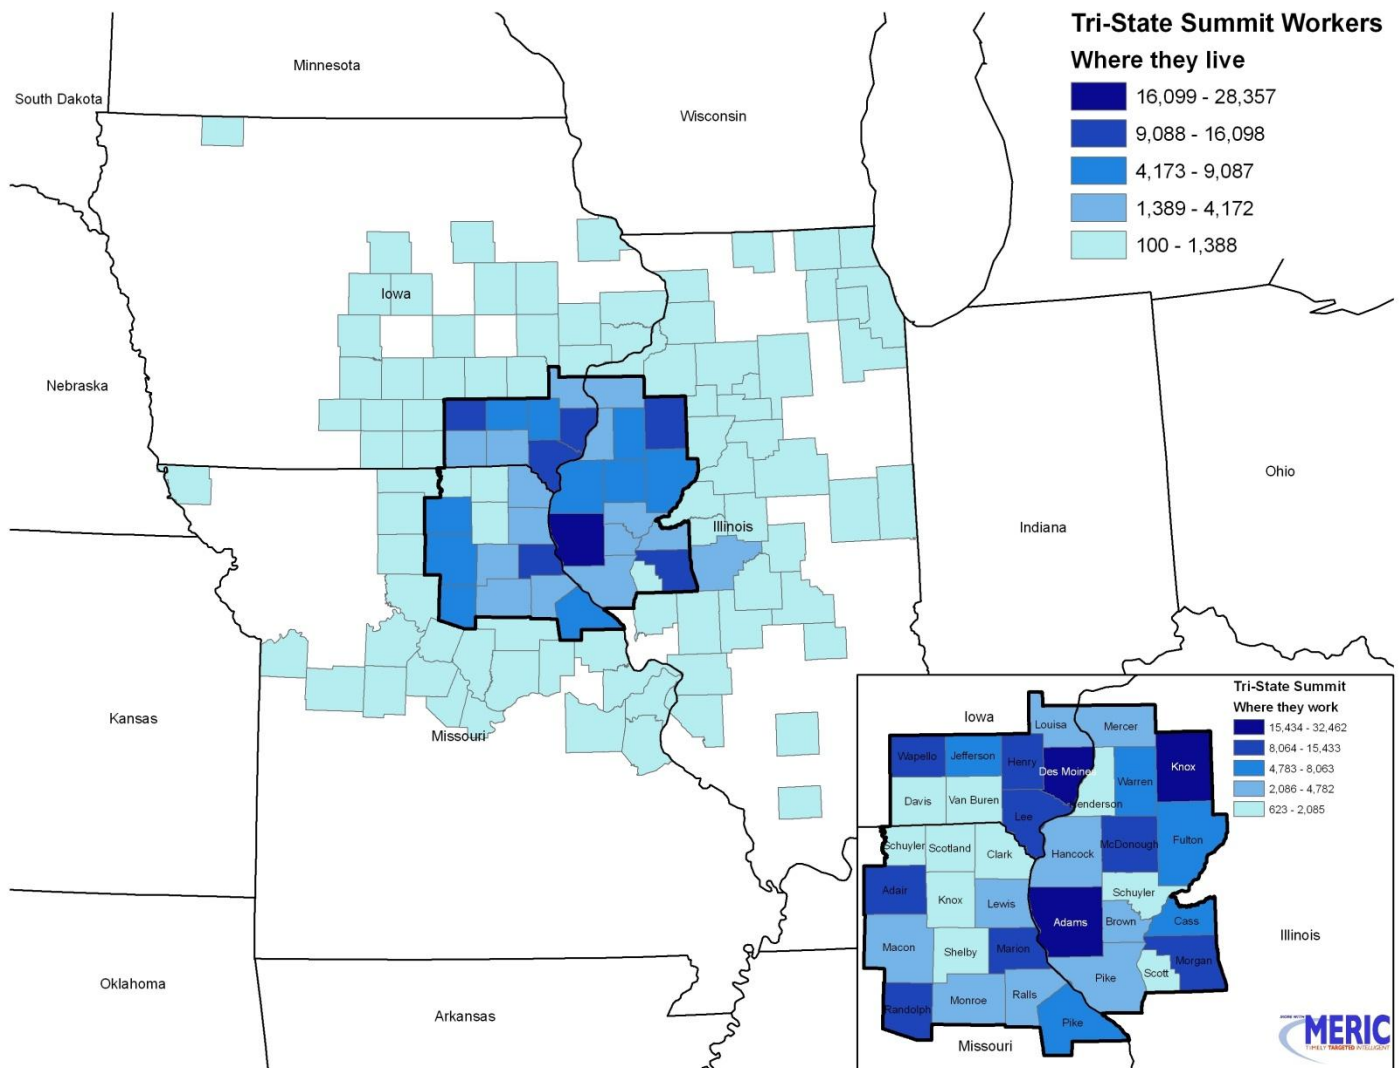 Tri-State Summit Workers
Where they live
16,099 - 28,357
9,088 - 16,098
4,173 - 9,087
1,389 - 4,172
100 - 1,388
Minnesota
South Dakota
Wisconsin
Iowa
Nebraska
Ohio
Illinois
Indiana
Kansas
Missouri
Oklahoma
Arkansas
Tri-State Summit
Where they work
15,434 - 32,462
8,064 - 15,433
4,783 - 8,063
2,086 - 4,782
623 - 2,085
Iowa
Louisa
Mercer
Wapello
Jefferson
Henry
Des Moines
Warren
Knox
Davis
Van Buren
Lee
Henderson
Schuyler
Scotland
Clark
Hancock
McDonough
Fulton
Adair
Knox
Lewis
Adams
Schuyler
Brown
Cass
Illinois
Macon
Shelby
Marion
Pike
Scott
Morgan
Randolph
Monroe
Ralls
Pike
Missouri
MERIC
TIMELY TARGETED INTELLIGENT